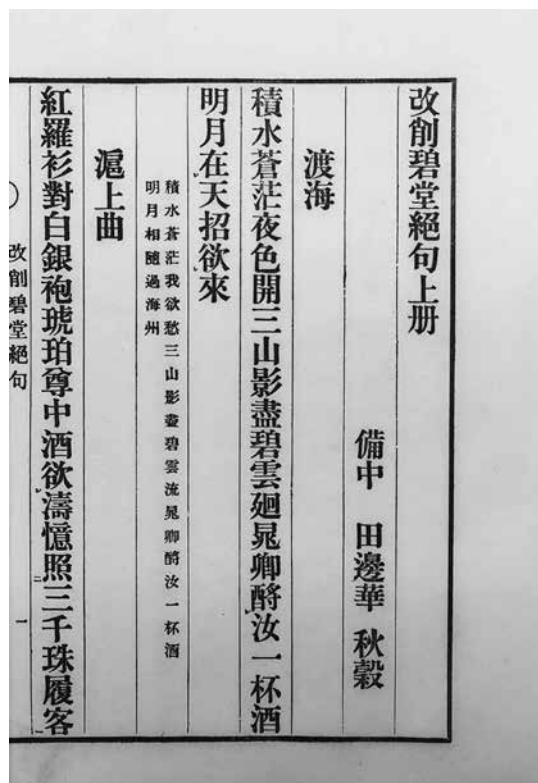 改削碧堂絕句上册
備中　田邊華 秋穀
渡海
積水蒼茫夜色開三山影盡碧雲廻晁卿酹汝一杯酒
明月在天招欲來
積水蒼茫我欲愁三山影盡碧雲流晁卿酹汝一杯酒
明月相隨過海州
滬上曲
紅羅衫對白銀袍琥珀尊中酒欲濤憶照三千珠履客
改削碧堂絕句
一